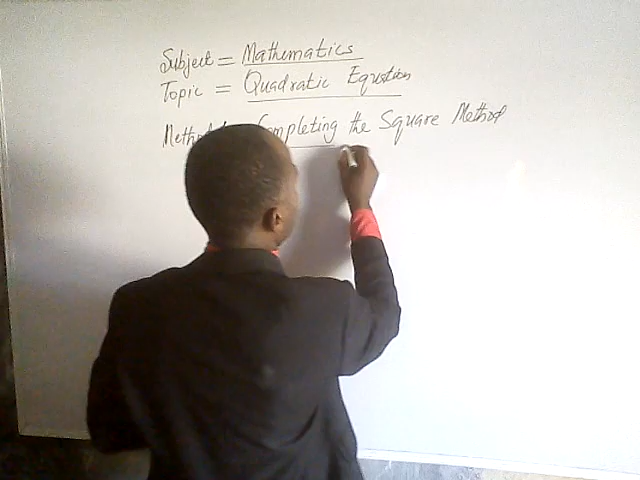 Subject = Mathematics
Topic = Quadratic Equation
Completing the Square Method